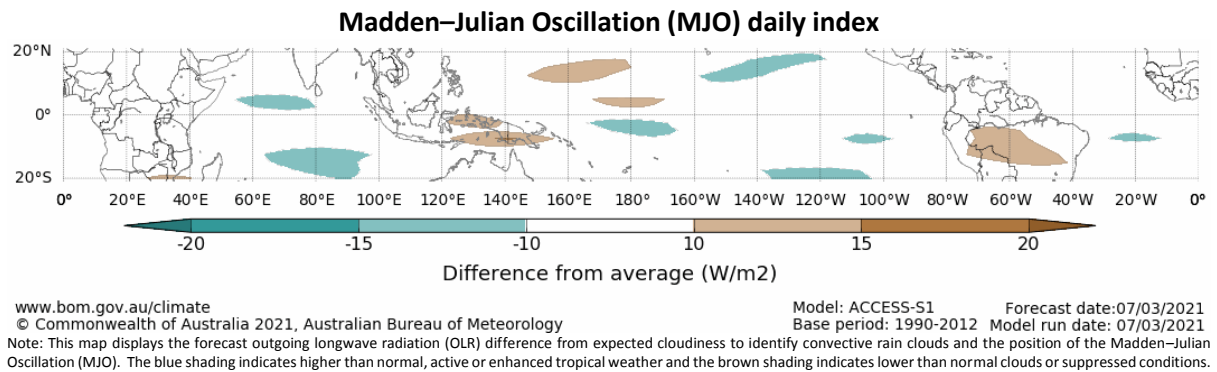 Madden–Julian Oscillation (MJO) daily index
20°N
0°
20°S
0° 20°E 40°E 60°E 80°E 100°E 120°E 140°E 160°E 180° 160°W 140°W 120°W 100°W 80°W 60°W 40°W 20°W 0°
-20 -15 -10 10 15 20
Difference from average (W/m2)
www.bom.gov.au/climate
© Commonwealth of Australia 2021, Australian Bureau of Meteorology
Model: ACCESS-S1
Base period: 1990-2012
Forecast date:07/03/2021
Model run date: 07/03/2021
Note: This map displays the forecast outgoing longwave radiation (OLR) difference from expected cloudiness to identify convective rain clouds and the position of the Madden–Julian
Oscillation (MJO). The blue shading indicates higher than normal, active or enhanced tropical weather and the brown shading indicates lower than normal clouds or suppressed conditions.